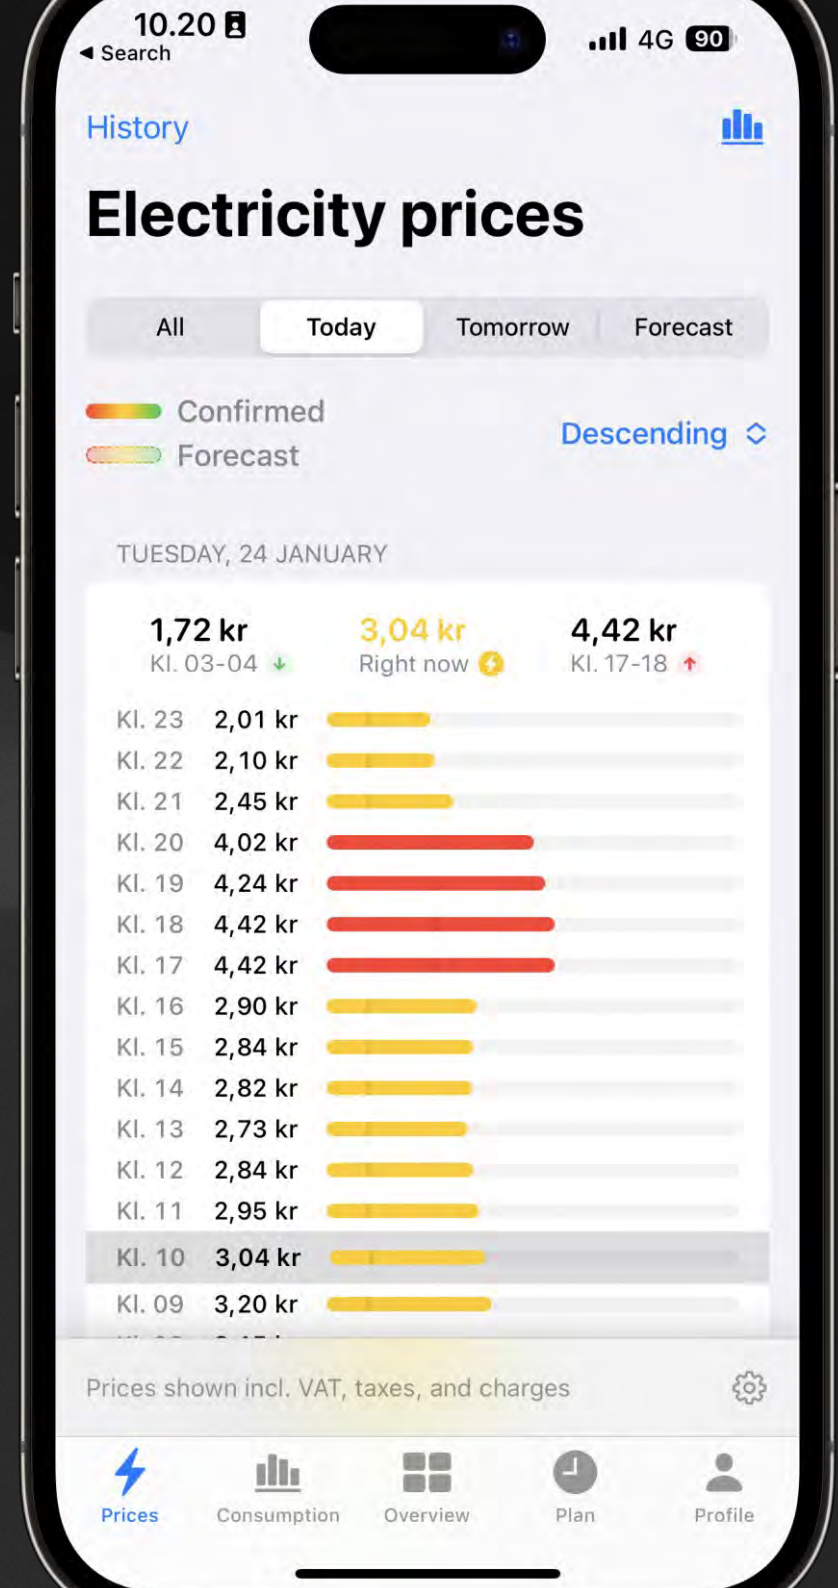 10.20
Search
4G 90
History
Electricity prices
All Today Tomorrow Forecast
Confirmed
Forecast
Descending
TUESDAY, 24 JANUARY
1,72 kr 3,04 kr 4,42 kr
Kl. 03-04 Right now Kl. 17-18
Kl. 23 2,01 kr
Kl. 22 2,10 kr
Kl. 21 2,45 kr
Kl. 20 4,02 kr
Kl. 19 4,24 kr
Kl. 18 4,42 kr
Kl. 17 4,42 kr
Kl. 16 2,90 kr
Kl. 15 2,84 kr
Kl. 14 2,82 kr
Kl. 13 2,73 kr
Kl. 12 2,84 kr
Kl. 11 2,95 kr
Kl. 10 3,04 kr
Kl. 09 3,20 kr
Prices shown incl. VAT, taxes, and charges
Prices Consumption Overview Plan Profile